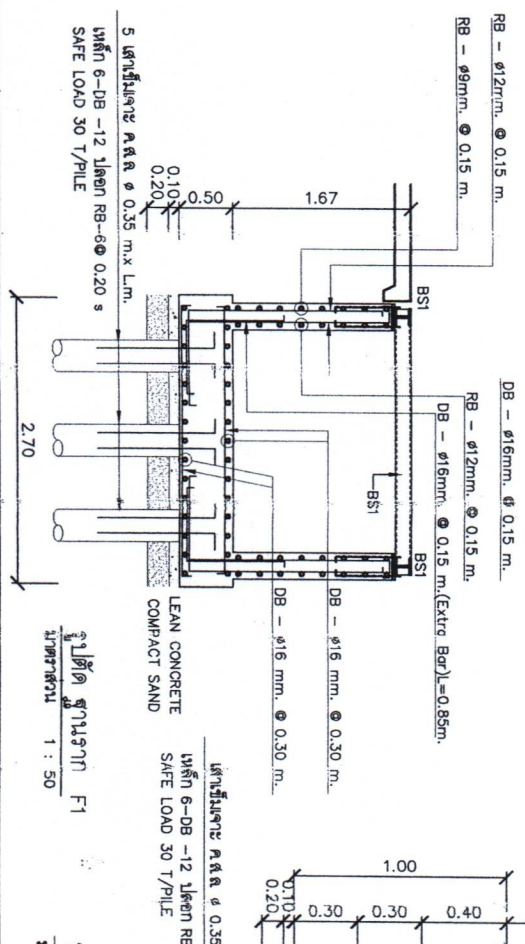 RB - ø12mm. @ 0.15 m.
RB - ø9mm. @ 0.15 m.
DB - ø16mm. @ 0.15 m.
RB - ø12mm. @ 0.15 m.
DB - ø16mm. @ 0.15 m.(Extra Bar)L=0.85m.
BS1
BS1
BS1
1.67
0.50
0.10
0.20
DB - ø16 mm. @ 0.30 m.
DB - ø16 mm. @ 0.30 m.
LEAN CONCRETE
COMPACT SAND
5 เสาเข็มเจาะ คสล ø 0.35 m.x L.m.
เหล็ก 6-DB -12 ปลอก RB-6@ 0.20 s
SAFE LOAD 30 T/PILE
2.70
รูปตัด ฐานราก F1
มาตราส่วน 1 : 50
1.00
0.40
0.30
0.30
0.10
0.20
เสาเข็มเจาะ คสล ø 0.35
เหล็ก 6-DB -12 ปลอก RE
SAFE LOAD 30 T/PILE